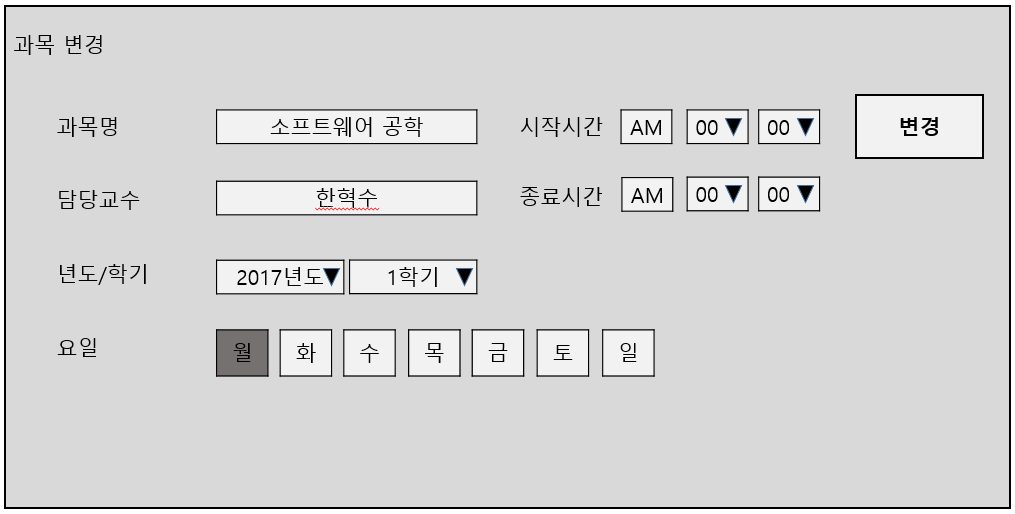 과목 변경
과목명 소프트웨어 공학 시작시간 AM 00▼ 00▼ 변경
담당교수 한혁수 종료시간 AM 00▼ 00▼
년도/학기 2017년도▼ 1학기▼
요일 월 화 수 목 금 토 일